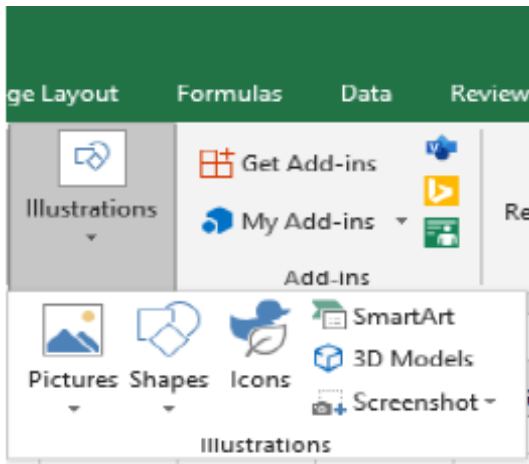 ge Layout Formulas Data Review
Illustrations
Get Add-ins
My Add-ins
Re
Add-ins
Pictures Shapes Icons
SmartArt
3D Models
Screenshot
Illustrations